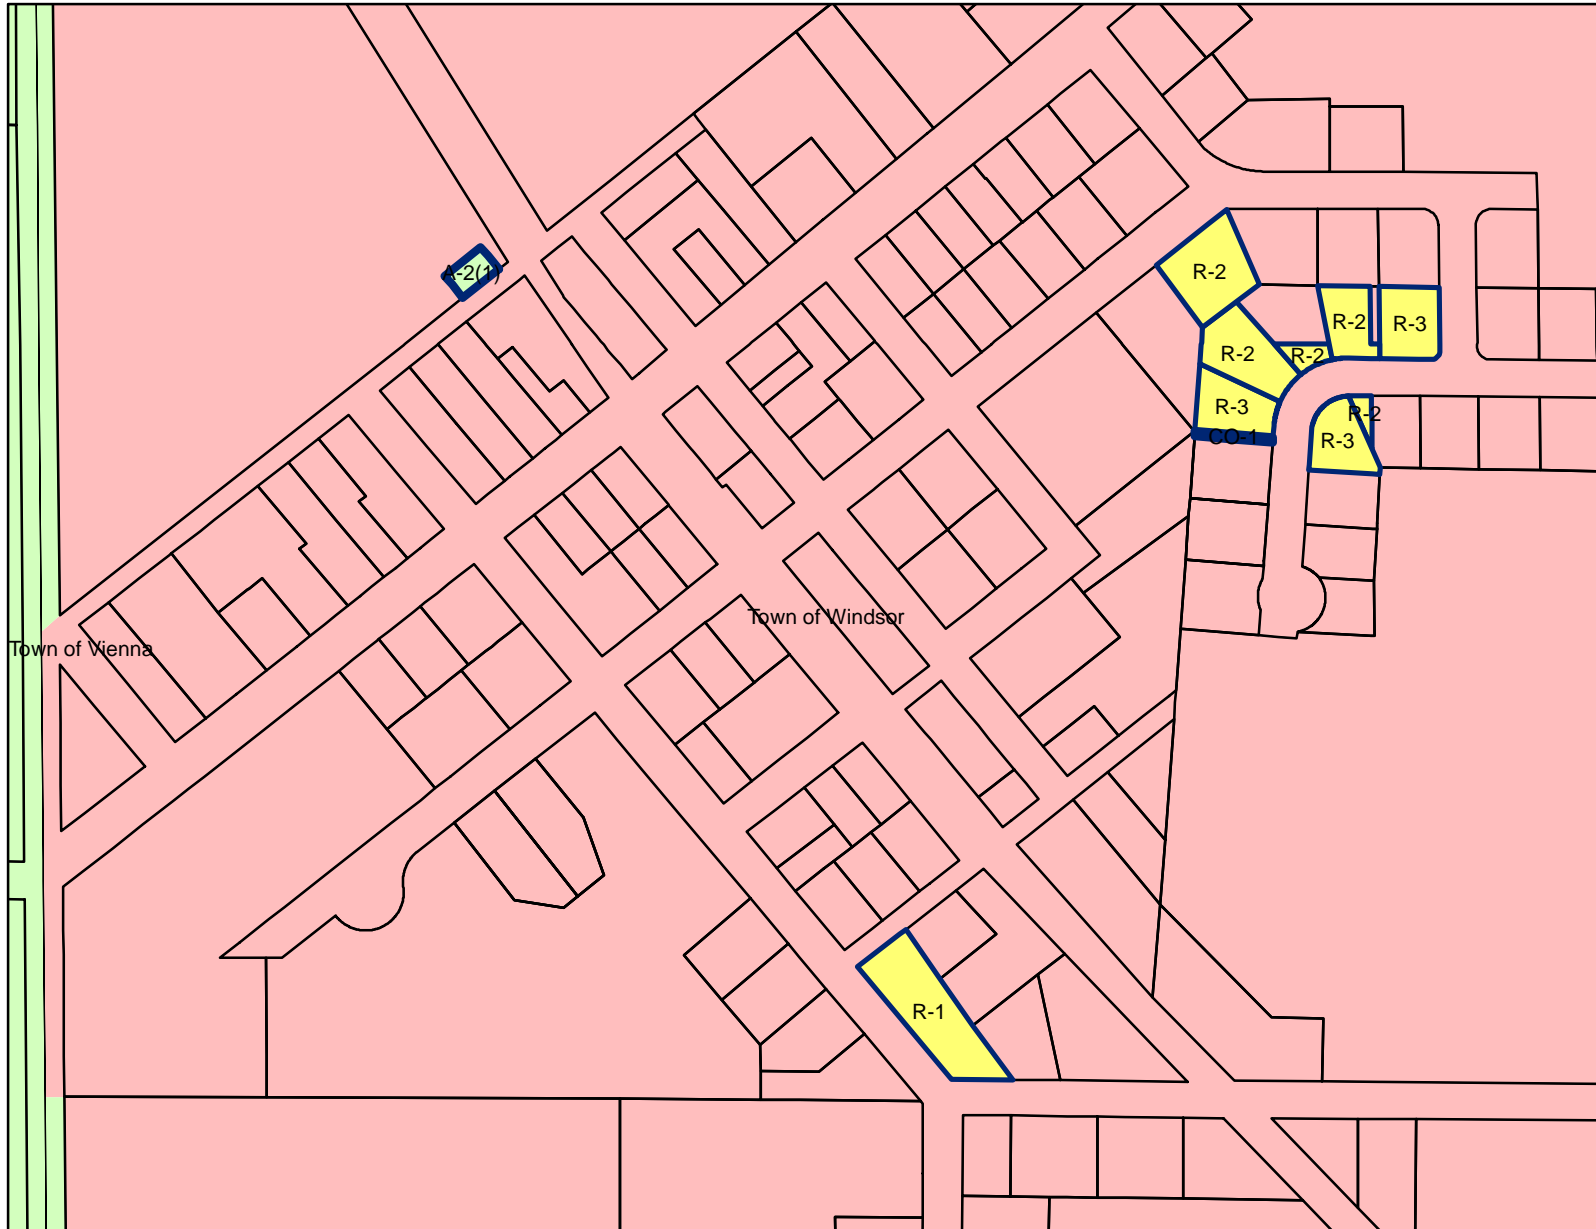 A-2(1)
R-2
R-2
R-3
R-2
R-2
R-3
R-2
CO-1
R-3
Town of Windsor
Town of Vienna
R-1